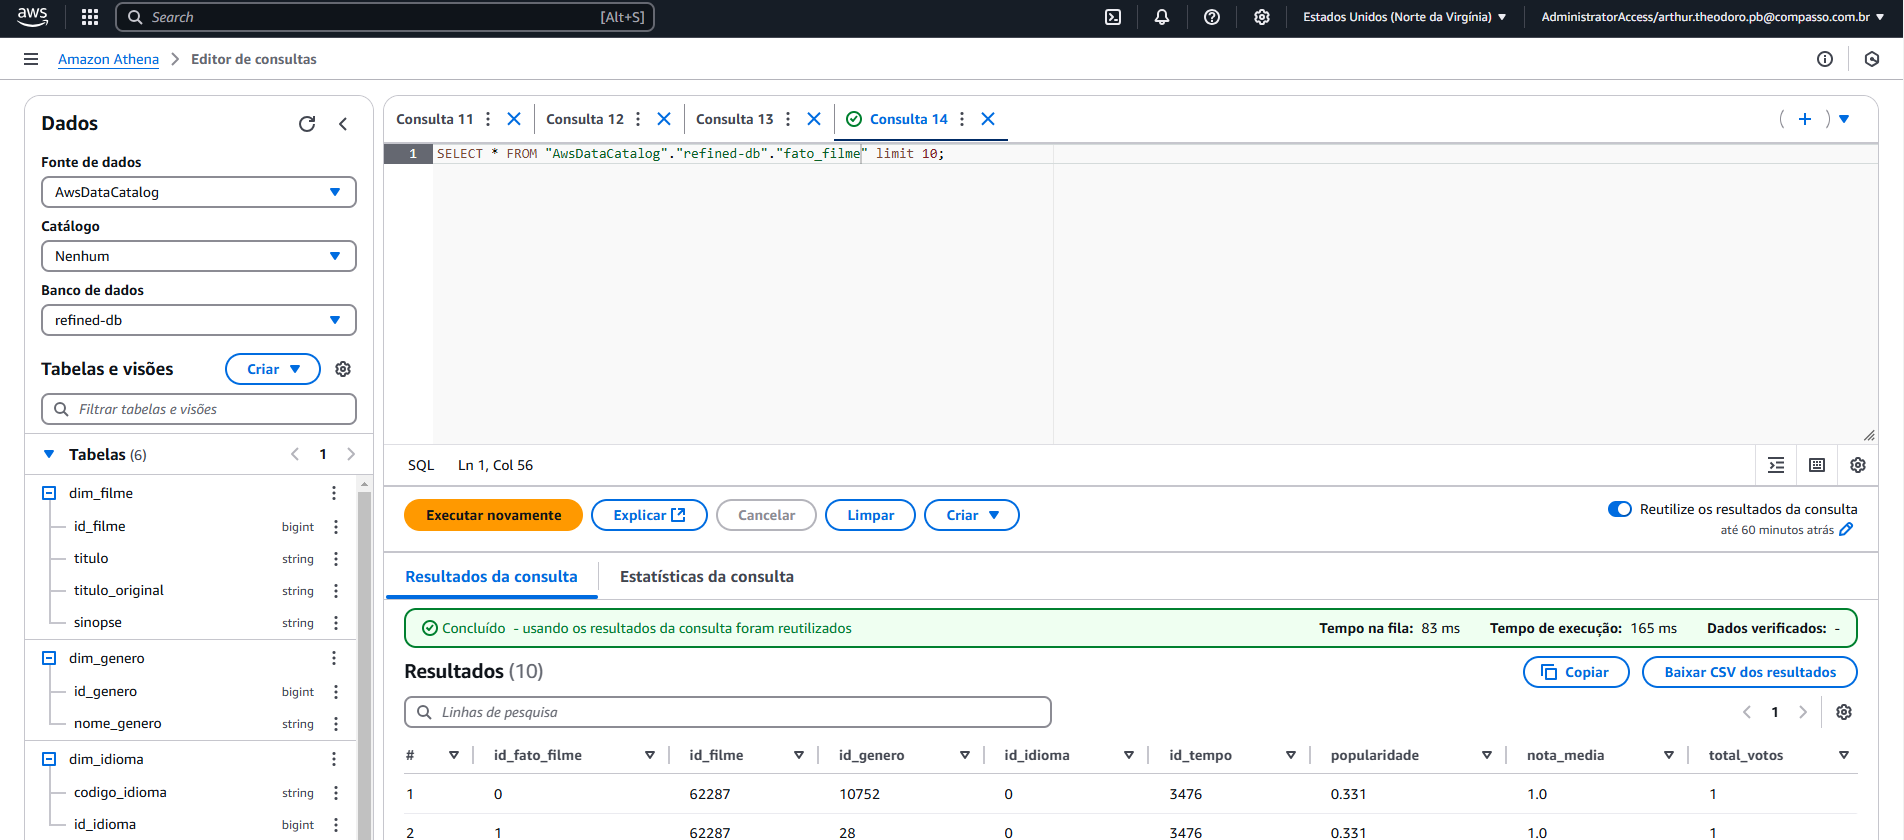 aws
Search [Alt+S]
Estados Unidos (Norte da Virgínia)
AdministratorAccess/arthur.theodoro.pb@compasso.com.br
Amazon Athena
Editor de consultas
Dados
Fonte de dados
AwsDataCatalog
Catálogo
Nenhum
Banco de dados
refined-db
Tabelas e visões
Criar
Filtrar tabelas e visões
Tabelas (6)
1
dim_filme
id_filme bigint
titulo string
titulo_original string
sinopse string
dim_genero
id_genero bigint
nome_genero string
dim_idioma
codigo_idioma string
id_idioma bigint
Consulta 11
Consulta 12
Consulta 13
Consulta 14
1 SELECT * FROM "AwsDataCatalog"."refined-db"."fato_filme" limit 10;
SQL Ln 1, Col 56
Executar novamente
Explicar
Cancelar
Limpar
Criar
Reutilize os resultados da consulta
até 60 minutos atrás
Resultados da consulta
Estatísticas da consulta
Concluído - usando os resultados da consulta foram reutilizados
Tempo na fila: 83 ms
Tempo de execução: 165 ms
Dados verificados: -
Resultados (10)
Copiar
Baixar CSV dos resultados
Linhas de pesquisa
1
# id_fato_filme id_filme id_genero id_idioma id_tempo popularidade nota_media total_votos
1 0 62287 10752 0 3476 0.331 1.0 1
2 1 62287 28 0 3476 0.331 1.0 1